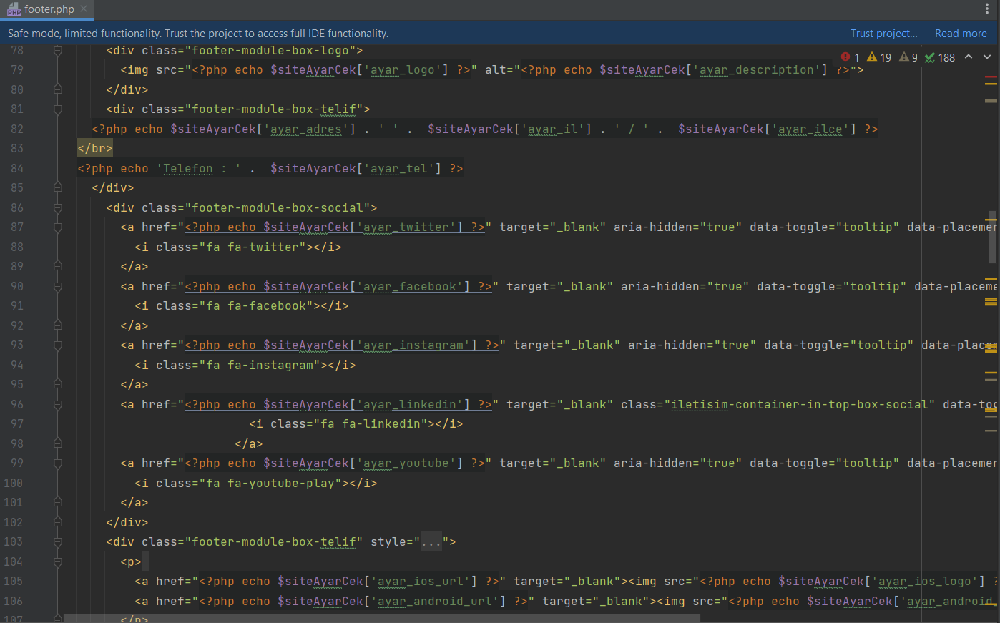 footer.php
Safe mode, limited functionality. Trust the project to access full IDE functionality. Trust project... Read more
1 19 9 188
78 <div class="footer-module-box-logo">
79 <img src="<?php echo $siteAyarCek['ayar_logo'] ?>" alt="<?php echo $siteAyarCek['ayar_description'] ?>">
80 </div>
81 <div class="footer-module-box-telif">
82 <?php echo $siteAyarCek['ayar_adres'] . ' ' .  $siteAyarCek['ayar_il'] . ' / ' .  $siteAyarCek['ayar_ilce'] ?>
83 </br>
84 <?php echo 'Telefon : ' .  $siteAyarCek['ayar_tel'] ?>
85 </div>
86 <div class="footer-module-box-social">
87 <a href="<?php echo $siteAyarCek['ayar_twitter'] ?>" target="_blank" aria-hidden="true" data-toggle="tooltip" data-placemen
88 <i class="fa fa-twitter"></i>
89 </a>
90 <a href="<?php echo $siteAyarCek['ayar_facebook'] ?>" target="_blank" aria-hidden="true" data-toggle="tooltip" data-placeme
91 <i class="fa fa-facebook"></i>
92 </a>
93 <a href="<?php echo $siteAyarCek['ayar_instagram'] ?>" target="_blank" aria-hidden="true" data-toggle="tooltip" data-placem
94 <i class="fa fa-instagram"></i>
95 </a>
96 <a href="<?php echo $siteAyarCek['ayar_linkedin'] ?>" target="_blank" class="iletisim-container-in-top-box-social" data-tog
97 <i class="fa fa-linkedin"></i>
98 </a>
99 <a href="<?php echo $siteAyarCek['ayar_youtube'] ?>" target="_blank" aria-hidden="true" data-toggle="tooltip" data-placemen
100 <i class="fa fa-youtube-play"></i>
101 </a>
102 </div>
103 <div class="footer-module-box-telif" style="...">
104 <p>
105 <a href="<?php echo $siteAyarCek['ayar_ios_url'] ?>" target="_blank"><img src="<?php echo $siteAyarCek['ayar_ios_logo'] ?
106 <a href="<?php echo $siteAyarCek['ayar_android_url'] ?>" target="_blank"><img src="<?php echo $siteAyarCek['ayar_android_
107 </p>